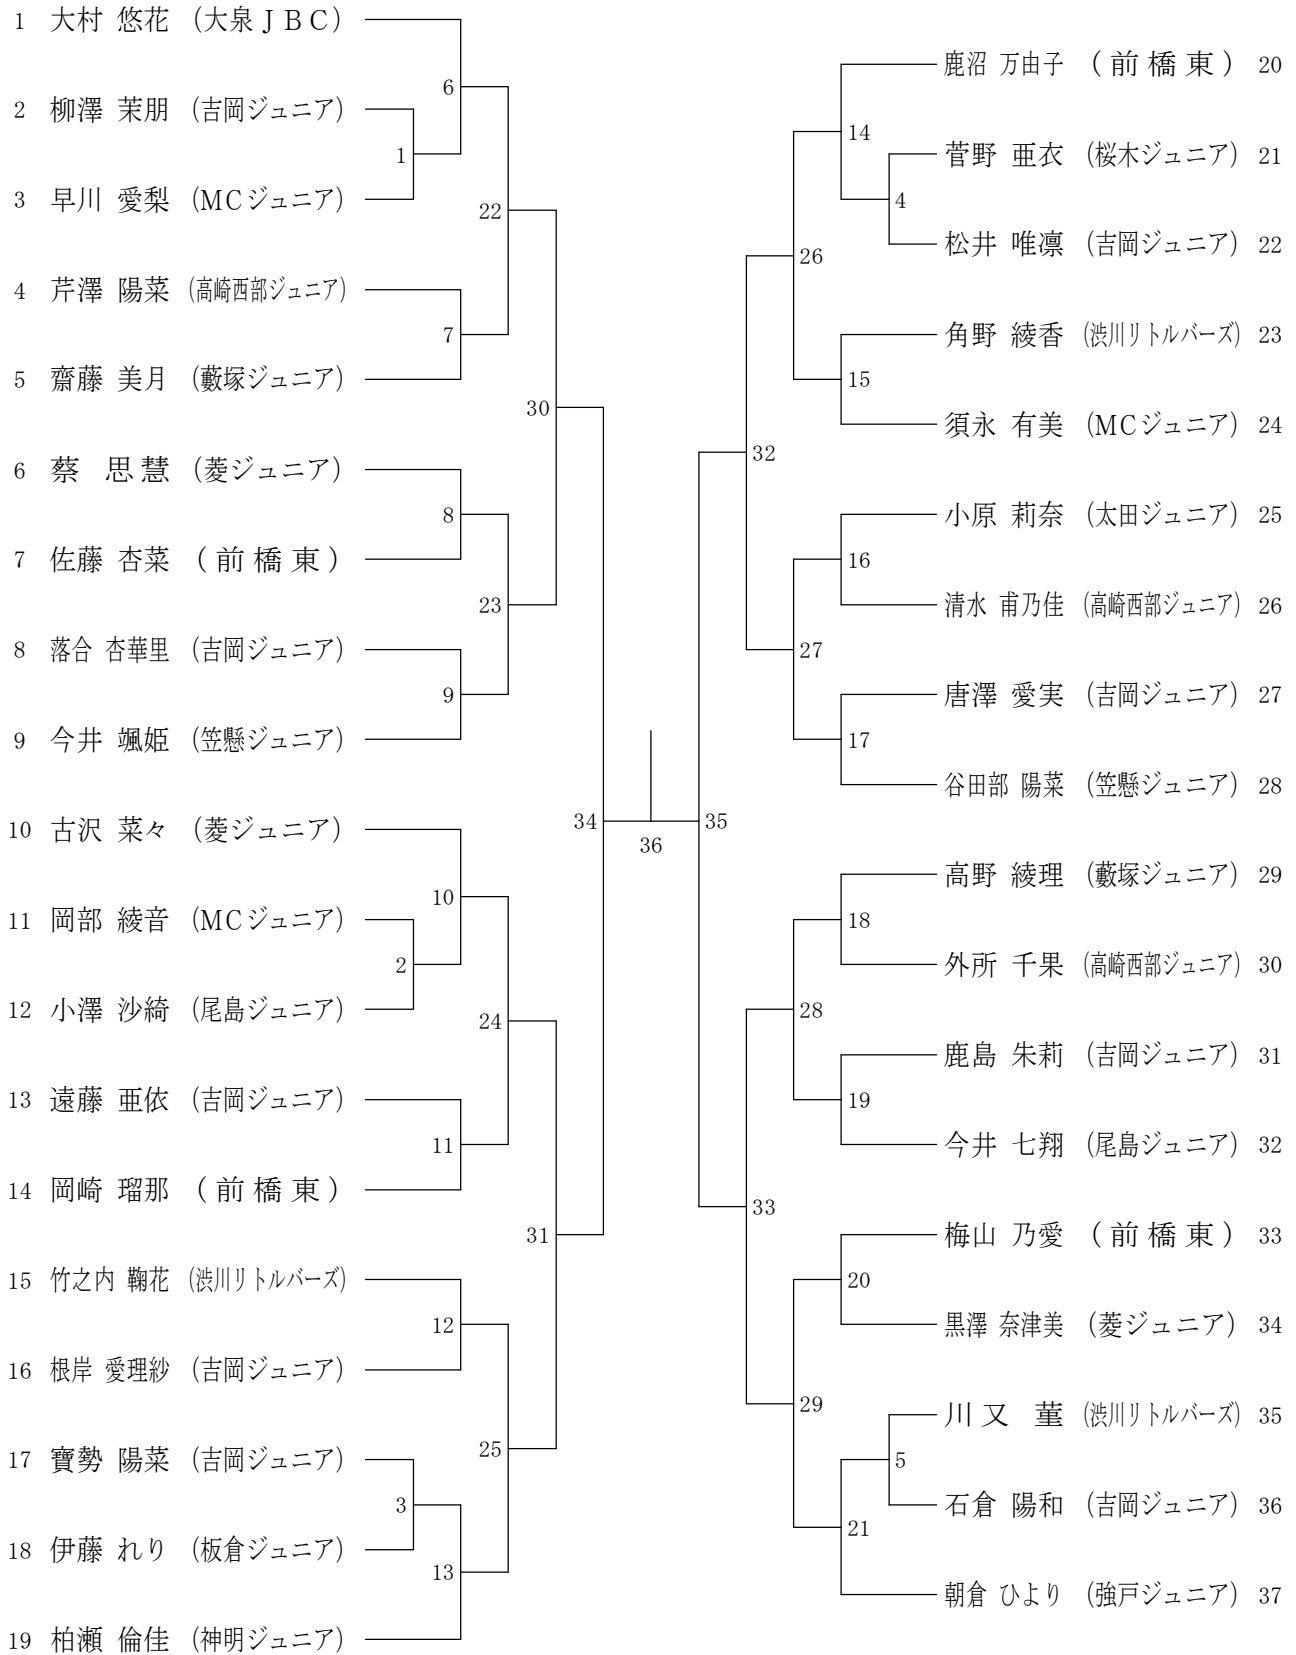 1 大村 悠花 (大泉ＪＢＣ)
2 柳澤 茉朋 (吉岡ジュニア)
3 早川 愛梨 (MCジュニア)
4 芹澤 陽菜 (高崎西部ジュニア)
5 齋藤 美月 (藪塚ジュニア)
6 蔡 思慧 (菱ジュニア)
7 佐藤 杏菜 (前橋東)
8 落合 杏華里 (吉岡ジュニア)
9 今井 颯姫 (笠懸ジュニア)
10 古沢 菜々 (菱ジュニア)
11 岡部 綾音 (MCジュニア)
12 小澤 沙綺 (尾島ジュニア)
13 遠藤 亜依 (吉岡ジュニア)
14 岡崎 瑠那 (前橋東)
15 竹之内 鞠花 (渋川リトルバーズ)
16 根岸 愛理紗 (吉岡ジュニア)
17 寶勢 陽菜 (吉岡ジュニア)
18 伊藤 れり (板倉ジュニア)
19 柏瀬 倫佳 (神明ジュニア)
1
2
3
6
7
8
9
10
11
12
13
22
23
24
25
30
31
34
36
35
32
33
26
27
28
29
14
15
16
17
18
19
20
21
4
5
鹿沼 万由子 (前橋東) 20
菅野 亜衣 (桜木ジュニア) 21
松井 唯凛 (吉岡ジュニア) 22
角野 綾香 (渋川リトルバーズ) 23
須永 有美 (MCジュニア) 24
小原 莉奈 (太田ジュニア) 25
清水 甫乃佳 (高崎西部ジュニア) 26
唐澤 愛実 (吉岡ジュニア) 27
谷田部 陽菜 (笠懸ジュニア) 28
高野 綾理 (藪塚ジュニア) 29
外所 千果 (高崎西部ジュニア) 30
鹿島 朱莉 (吉岡ジュニア) 31
今井 七翔 (尾島ジュニア) 32
梅山 乃愛 (前橋東) 33
黒澤 奈津美 (菱ジュニア) 34
川又 菫 (渋川リトルバーズ) 35
石倉 陽和 (吉岡ジュニア) 36
朝倉 ひより (強戸ジュニア) 37